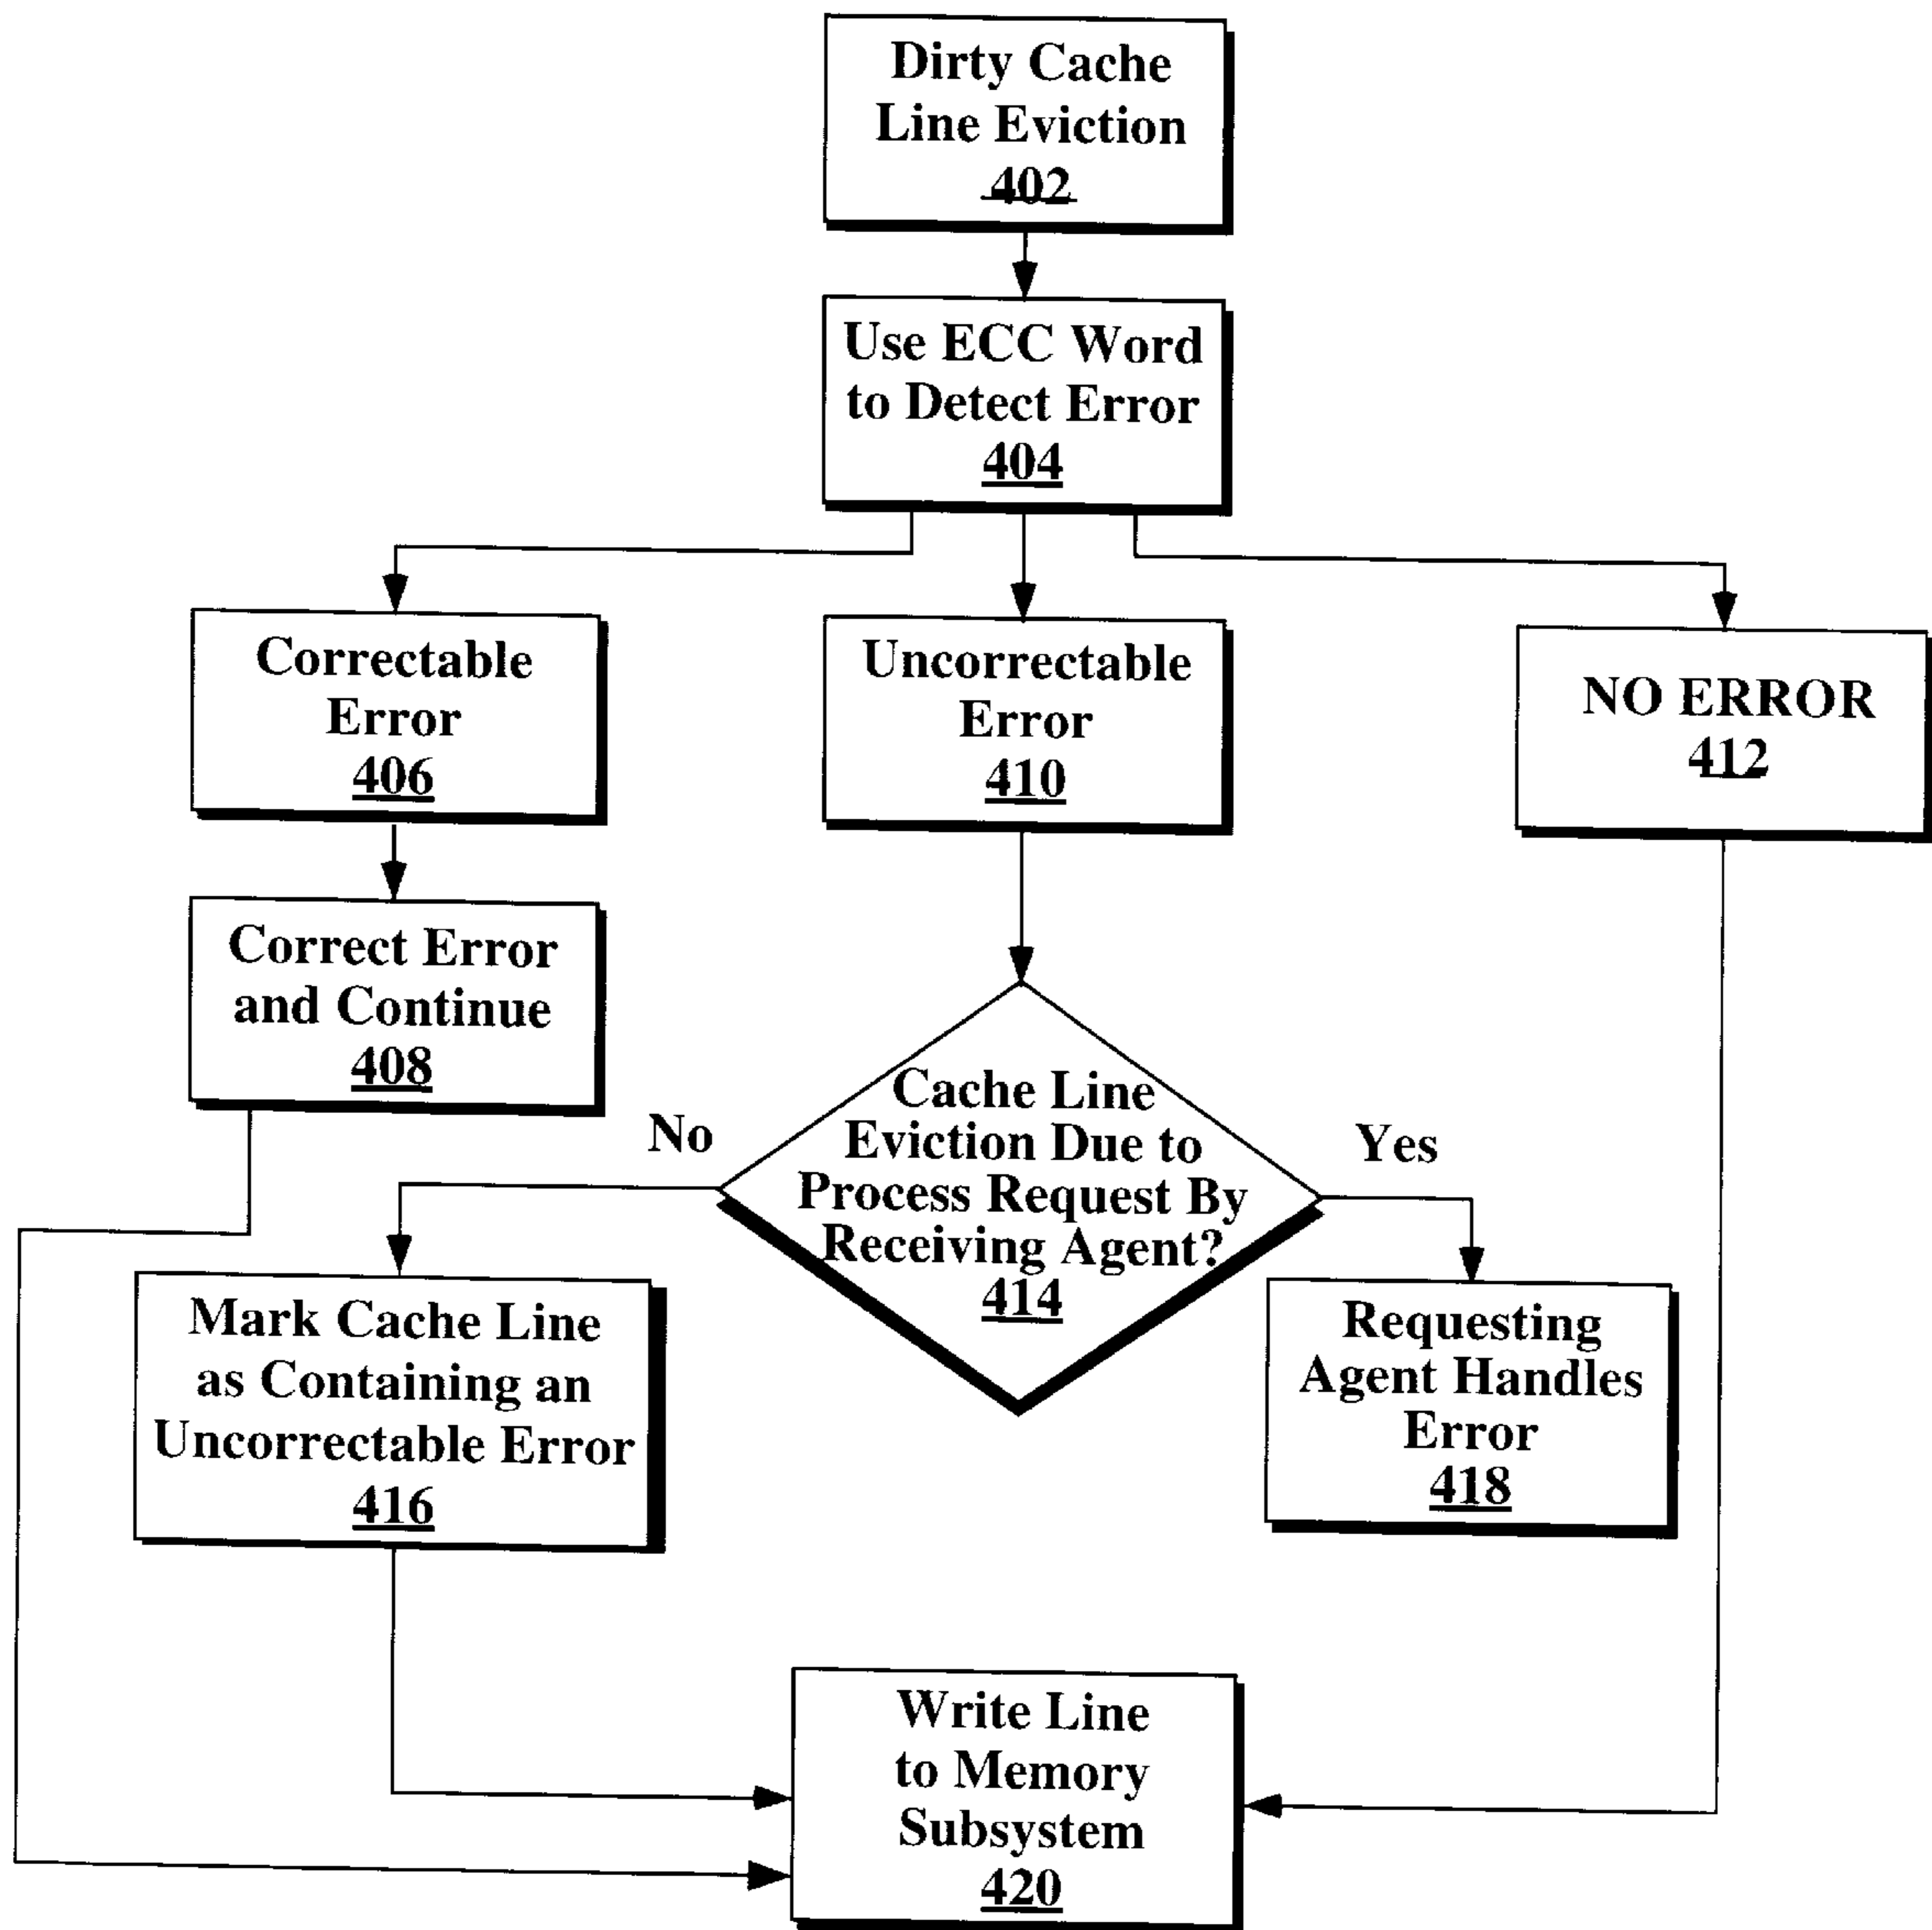 Dirty Cache
Line Eviction
402
Use ECC Word
to Detect Error
404
Correctable
Error
406
Uncorrectable
Error
410
NO ERROR
412
Correct Error
and Continue
408
No
Cache Line
Eviction Due to
Process Request By
Receiving Agent?
414
Yes
Mark Cache Line
as Containing an
Uncorrectable Error
416
Requesting
Agent Handles
Error
418
Write Line
to Memory
Subsystem
420